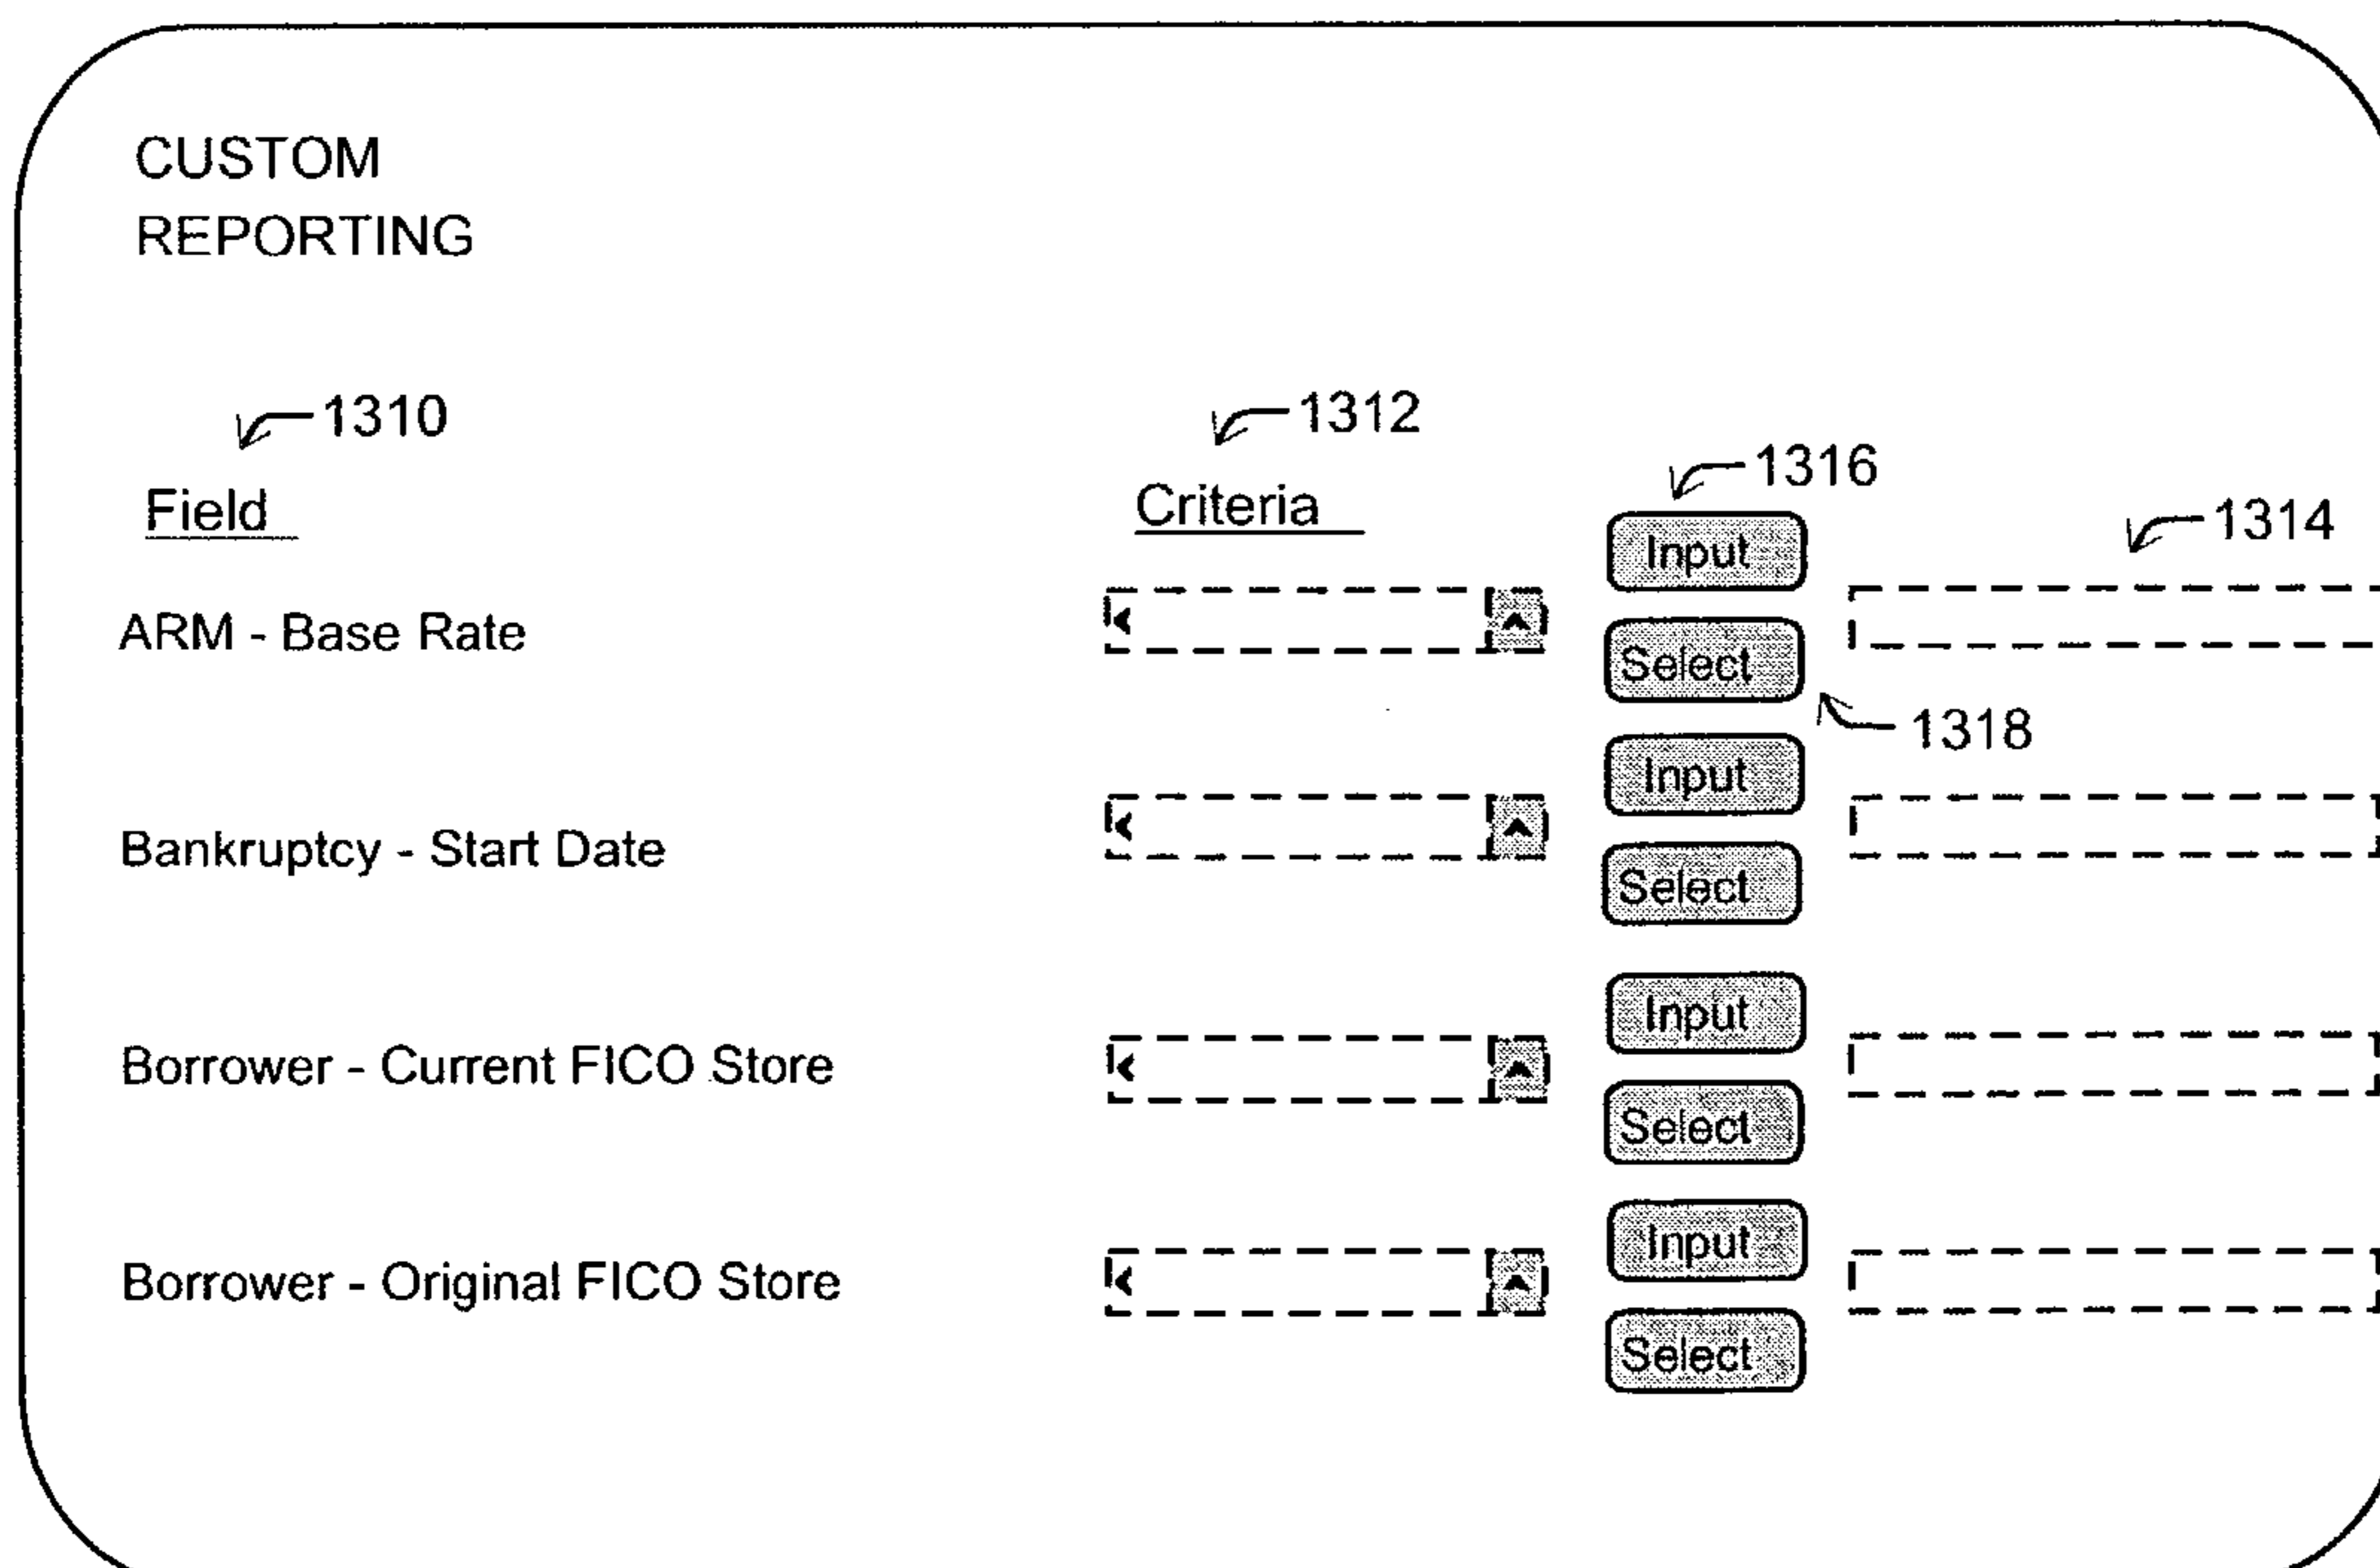 CUSTOM
REPORTING
1310
1312
1316
1314
Field
Criteria
Input
ARM - Base Rate
Select
1318
Input
Bankruptcy - Start Date
Select
Input
Borrower - Current FICO Store
Select
Input
Borrower - Original FICO Store
Select